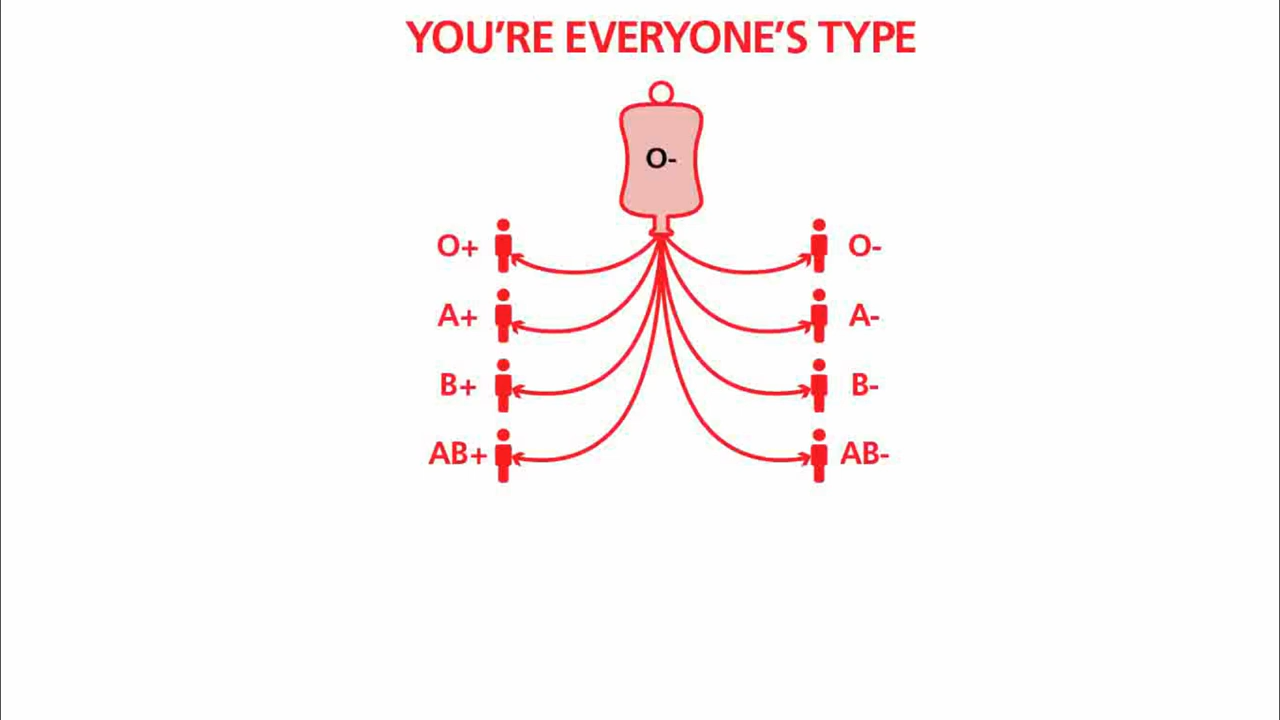 YOU'RE EVERYONE'S TYPE
O-
O+ O-
A+ A-
B+ B-
AB+ AB-